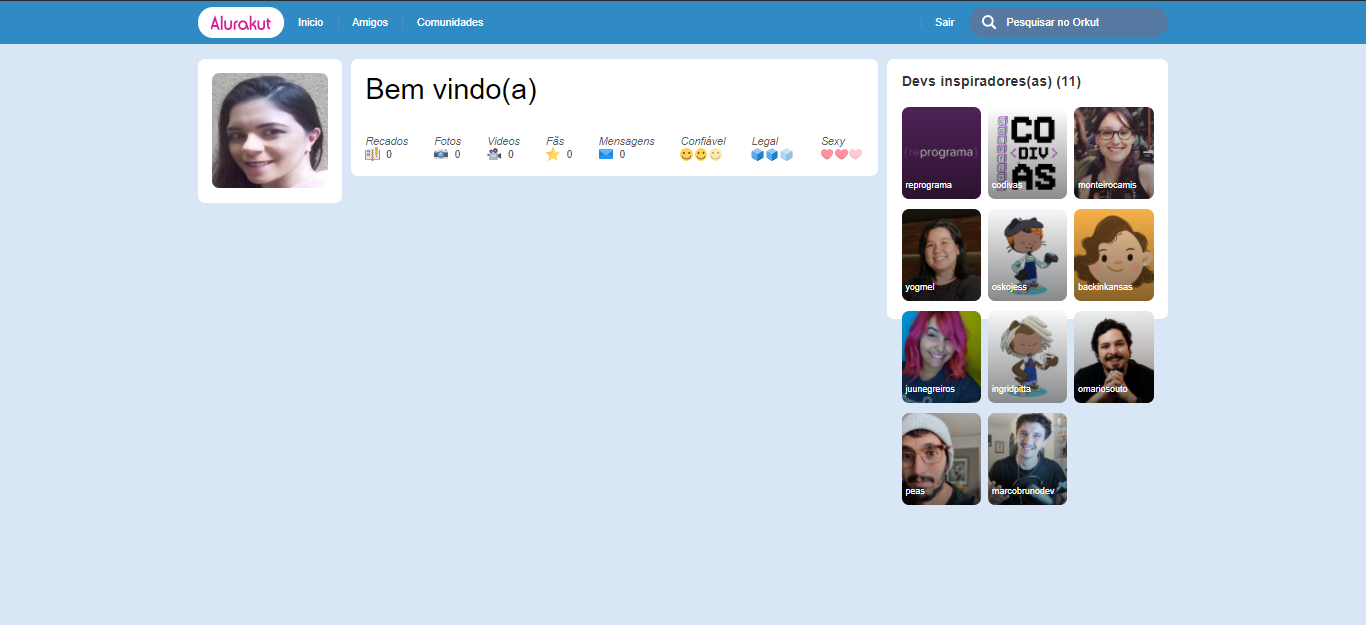 Alurakut Inicio Amigos Comunidades Sair Pesquisar no Orkut
Bem vindo(a)
Recados Fotos Videos Fãs Mensagens Confiável Legal Sexy
0 0 0 0 0
Devs inspiradores(as) (11)
[reprograma]
reprograma
CO
<DIV>
AS
codivas
monteirocamis
yogmel
oskojess
backinkansas
juunegreiros
ingridpitta
omariosouto
peas
marcobrunodev